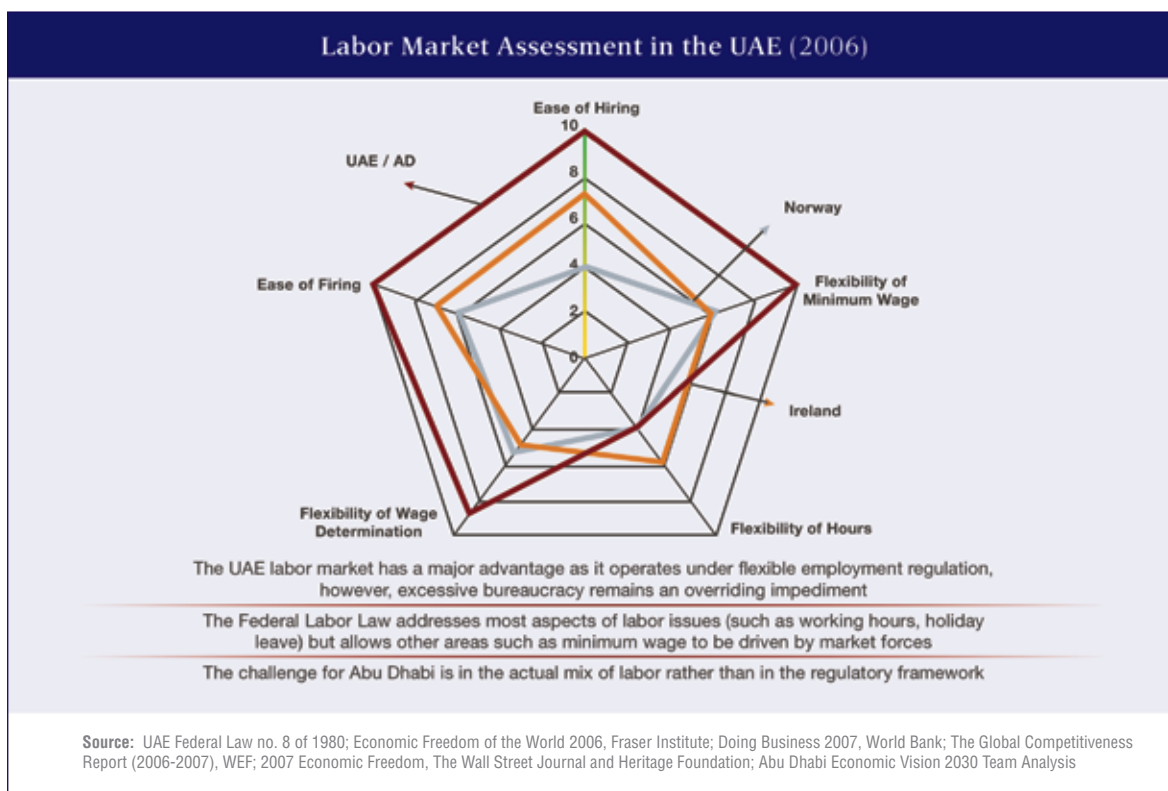 Labor Market Assessment in the UAE (2006)
Ease of Hiring
10
UAE / AD
8
Norway
6
4
Ease of Firing
Flexibility of
Minimum Wage
2
0
Ireland
Flexibility of Wage
Determination
Flexibility of Hours
The UAE labor market has a major advantage as it operates under flexible employment regulation,
however, excessive bureaucracy remains an overriding impediment
The Federal Labor Law addresses most aspects of labor issues (such as working hours, holiday
leave) but allows other areas such as minimum wage to be driven by market forces
The challenge for Abu Dhabi is in the actual mix of labor rather than in the regulatory framework
Source: UAE Federal Law no. 8 of 1980; Economic Freedom of the World 2006, Fraser Institute; Doing Business 2007, World Bank; The Global Competitiveness
Report (2006-2007), WEF; 2007 Economic Freedom, The Wall Street Journal and Heritage Foundation; Abu Dhabi Economic Vision 2030 Team Analysis